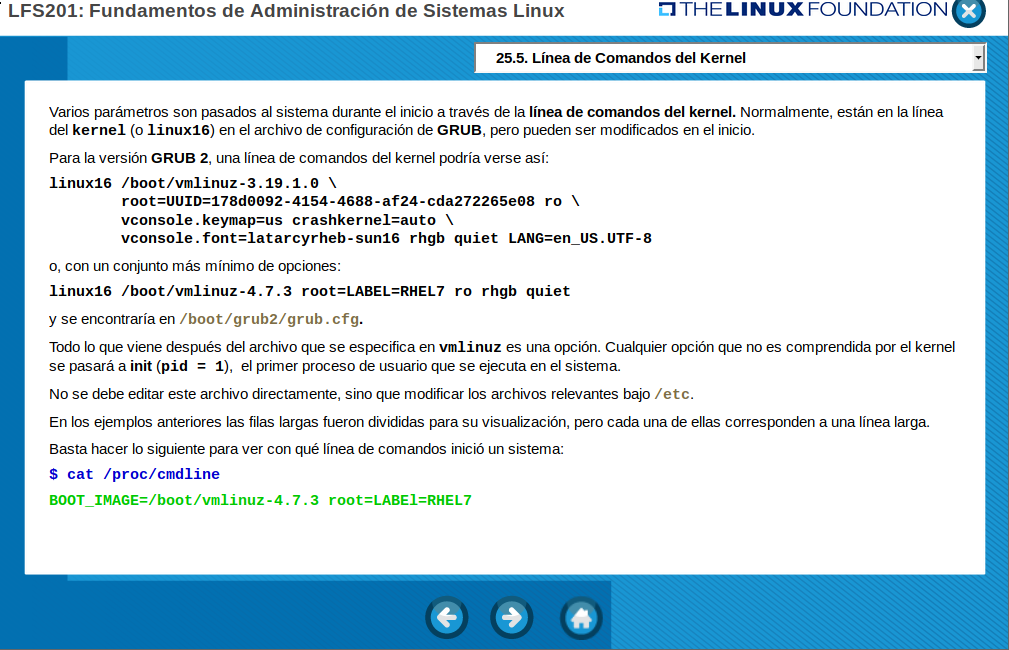 LFS201: Fundamentos de Administración de Sistemas Linux
THE LINUX FOUNDATION
25.5. Línea de Comandos del Kernel
Varios parámetros son pasados al sistema durante el inicio a través de la línea de comandos del kernel. Normalmente, están en la línea
del kernel (o linux16) en el archivo de configuración de GRUB, pero pueden ser modificados en el inicio.
Para la versión GRUB 2, una línea de comandos del kernel podría verse así:
linux16 /boot/vmlinuz-3.19.1.0 \
root=UUID=178d0092-4154-4688-af24-cda272265e08 ro \
vconsole.keymap=us crashkernel=auto \
vconsole.font=latarcyrheb-sun16 rhgb quiet LANG=en_US.UTF-8
o, con un conjunto más mínimo de opciones:
linux16 /boot/vmlinuz-4.7.3 root=LABEL=RHEL7 ro rhgb quiet
y se encontraría en /boot/grub2/grub.cfg.
Todo lo que viene después del archivo que se especifica en vmlinuz es una opción. Cualquier opción que no es comprendida por el kernel
se pasará a init (pid = 1), el primer proceso de usuario que se ejecuta en el sistema.
No se debe editar este archivo directamente, sino que modificar los archivos relevantes bajo /etc.
En los ejemplos anteriores las filas largas fueron divididas para su visualización, pero cada una de ellas corresponden a una línea larga.
Basta hacer lo siguiente para ver con qué línea de comandos inició un sistema:
$ cat /proc/cmdline
BOOT_IMAGE=/boot/vmlinuz-4.7.3 root=LABEl=RHEL7